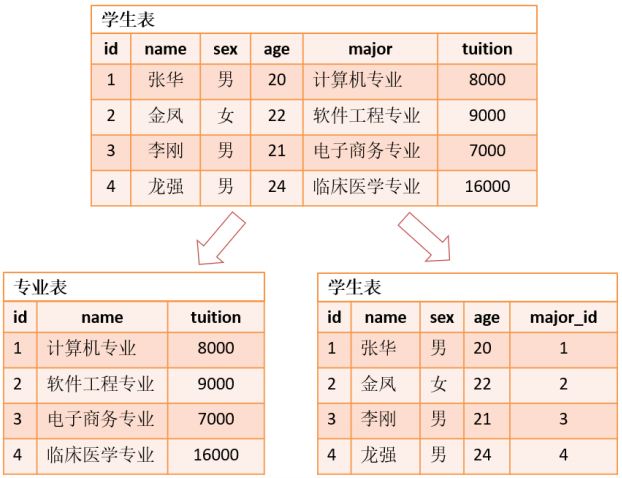 学生表
id name sex age major tuition
1 张华 男 20 计算机专业 8000
2 金凤 女 22 软件工程专业 9000
3 李刚 男 21 电子商务专业 7000
4 龙强 男 24 临床医学专业 16000
专业表
id name tuition
1 计算机专业 8000
2 软件工程专业 9000
3 电子商务专业 7000
4 临床医学专业 16000
学生表
id name sex age major_id
1 张华 男 20 1
2 金凤 女 22 2
3 李刚 男 21 3
4 龙强 男 24 4